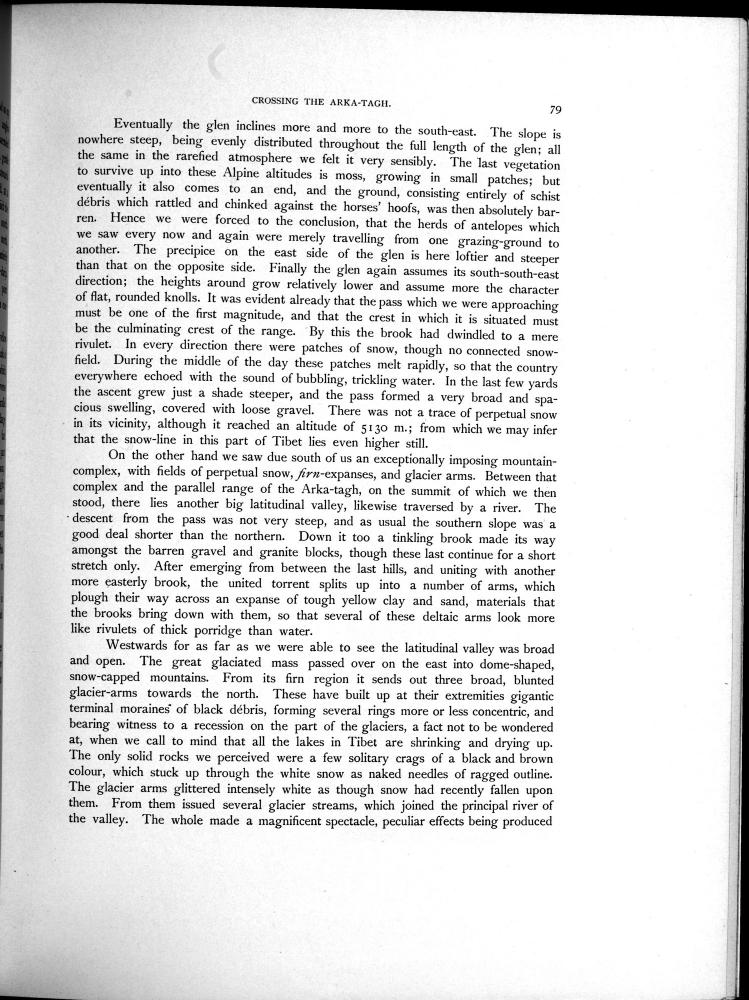 CROSSING THE ARKA-TAGH.
79
Eventually the glen inclines more and more to the south-east. The slope is
nowhere steep, being evenly distributed throughout the full length of the glen; all
the same in the rarefied atmosphere we felt it very sensibly. The last vegetation
to survive up into these Alpine altitudes is moss, growing in small patches; but
eventually it also comes to an end, and the ground, consisting entirely of schist
débris which rattled and chinked against the horses' hoofs, was then absolutely bar-
ren. Hence we were forced to the conclusion, that the herds of antelopes which
we saw every now and again were merely travelling from one grazing-ground to
another. The precipice on the east side of the glen is here loftier and steeper
than that on the opposite side. Finally the glen again assumes its south-south-east
direction; the heights around grow relatively lower and assume more the character
of flat, rounded knolls. It was evident already that the pass which we were approaching
must be one of the first magnitude, and that the crest in which it is situated must
be the culminating crest of the range. By this the brook had dwindled to a mere
rivulet. In every direction there were patches of snow, though no connected snow-
field. During the middle of the day these patches melt rapidly, so that the country
everywhere echoed with the sound of bubbling, trickling water. In the last few yards
the ascent grew just a shade steeper, and the pass formed a very broad and spa-
cious swelling, covered with loose gravel. There was not a trace of perpetual snow
in its vicinity, although it reached an altitude of 5130 m.; from which we may infer
that the snow-line in this part of Tibet lies even higher still.
On the other hand we saw due south of us an exceptionally imposing mountain-
complex, with fields of perpetual snow, firn-expanses, and glacier arms. Between that
complex and the parallel range of the Arka-tagh, on the summit of which we then
stood, there lies another big latitudinal valley, likewise traversed by a river. The
descent from the pass was not very steep, and as usual the southern slope was a
good deal shorter than the northern. Down it too a tinkling brook made its way
amongst the barren gravel and granite blocks, though these last continue for a short
stretch only. After emerging from between the last hills, and uniting with another
more easterly brook, the united torrent splits up into a number of arms, which
plough their way across an expanse of tough yellow clay and sand, materials that
the brooks bring down with them, so that several of these deltaic arms look more
like rivulets of thick porridge than water.
Westwards for as far as we were able to see the latitudinal valley was broad
and open. The great glaciated mass passed over on the east into dome-shaped,
snow-capped mountains. From its firn region it sends out three broad, blunted
glacier-arms towards the north. These have built up at their extremities gigantic
terminal moraines of black débris, forming several rings more or less concentric, and
bearing witness to a recession on the part of the glaciers, a fact not to be wondered
at, when we call to mind that all the lakes in Tibet are shrinking and drying up.
The only solid rocks we perceived were a few solitary crags of a black and brown
colour, which stuck up through the white snow as naked needles of ragged outline.
The glacier arms glittered intensely white as though snow had recently fallen upon
them. From them issued several glacier streams, which joined the principal river of
the valley. The whole made a magnificent spectacle, peculiar effects being produced